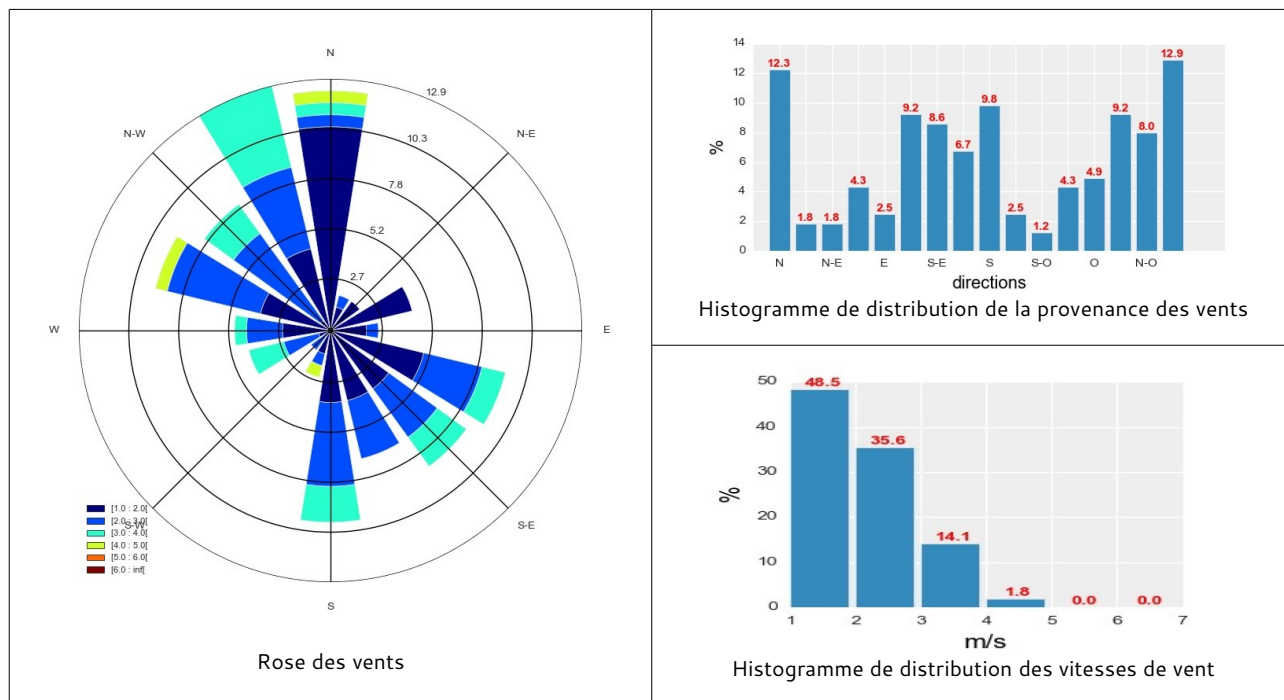 N
N-W
12.9
N-E
10.3
7.8
5.2
2.7
W
E
[1.0 : 2.0[
[2.0 : 3.0[
S-W
[3.0 : 4.0[
[4.0 : 5.0[
[5.0 : 6.0[
[6.0 : inf[
S-E
S
Rose des vents
14
12
10
8
6
4
2
0
%
12.3
1.8
1.8
4.3
2.5
9.2
8.6
6.7
9.8
2.5
1.2
4.3
4.9
9.2
8.0
12.9
N N-E E S-E S S-O O N-O
directions
Histogramme de distribution de la provenance des vents
50
40
30
20
10
0
%
48.5
35.6
14.1
1.8
0.0
0.0
1 2 3 4 5 6 7
m/s
Histogramme de distribution des vitesses de vent